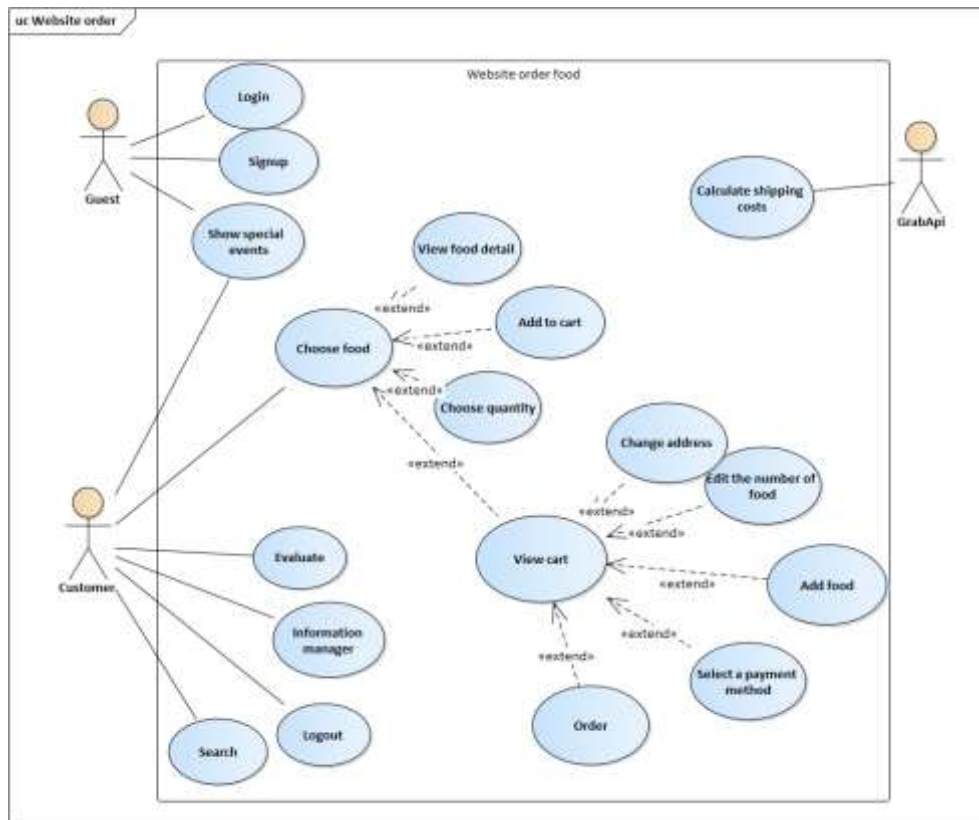 uc Website order
Website order food
Login
Signup
Guest
Show special
events
Calculate shipping
costs
GrabApi
View food detail
«extend»
Add to cart
«extend»
Choose food
«extend»
Choose quantity
Change address
«extend»
Edit the number of
food
«extend»
«extend»
View cart
Evaluate
Customer
«extend»
Add food
Information
manager
«extend»
«extend»
Select a payment
method
Order
Logout
Search